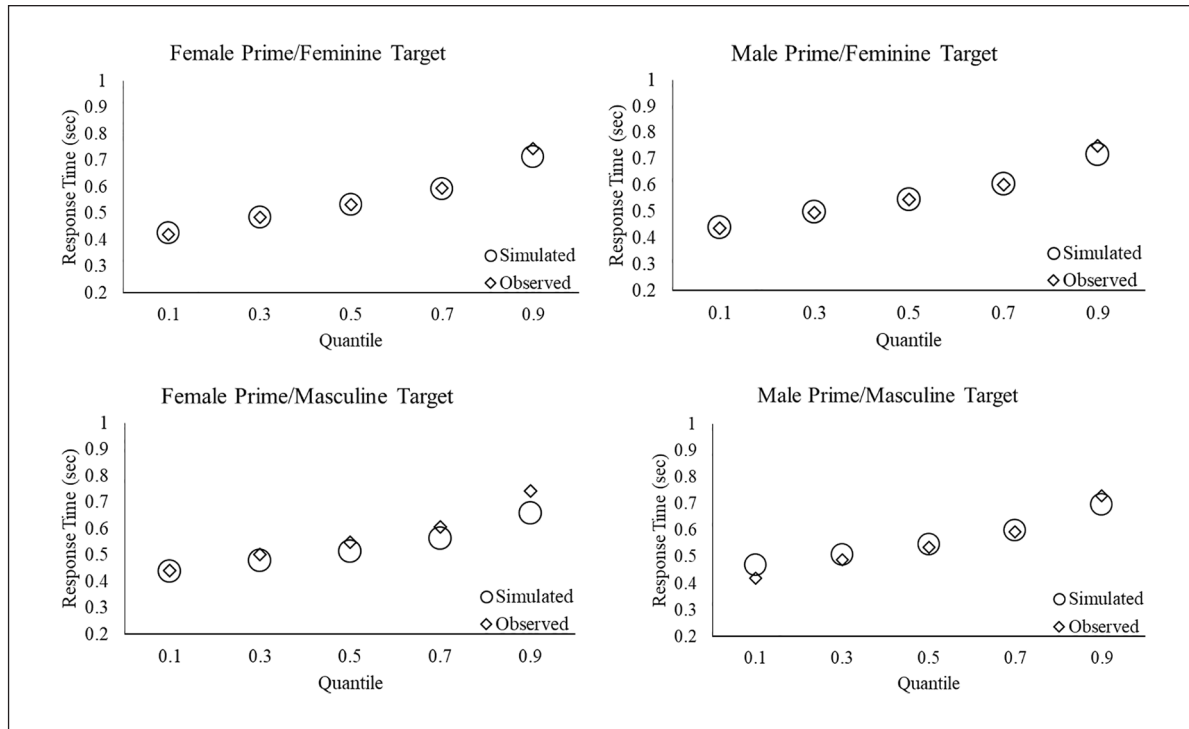 Female Prime/Feminine Target
Response Time (sec)
1
0.9
0.8
0.7
0.6
0.5
0.4
0.3
0.2
0.1 0.3 0.5 0.7 0.9
Quantile
Simulated
Observed
Male Prime/Feminine Target
Response Time (sec)
1
0.9
0.8
0.7
0.6
0.5
0.4
0.3
0.2
0.1 0.3 0.5 0.7 0.9
Quantile
Simulated
Observed
Female Prime/Masculine Target
Response Time (sec)
1
0.9
0.8
0.7
0.6
0.5
0.4
0.3
0.2
0.1 0.3 0.5 0.7 0.9
Quantile
Simulated
Observed
Male Prime/Masculine Target
Response Time (sec)
1
0.9
0.8
0.7
0.6
0.5
0.4
0.3
0.2
0.1 0.3 0.5 0.7 0.9
Quantile
Simulated
Observed